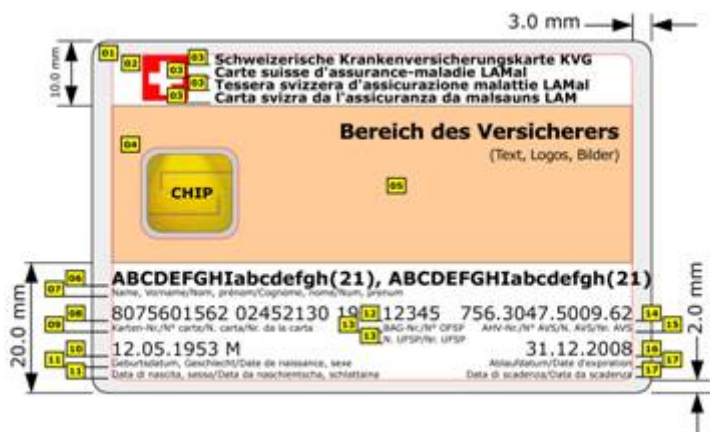 3.0 mm
01
02
03 Schweizerische Krankenversicherungskarte KVG
03 Carte suisse d'assurance-maladie LAMal
03 Tessera svizzera d'assicurazione malattie LAMal
03 Carta svizra da l'assicuranza da malsauns LAM
10.0 mm
04
Bereich des Versicherers
(Text, Logos, Bilder)
CHIP
05
06 ABCDEFGHIabcdefgh(21), ABCDEFGHIabcdefgh(21)
07 Name, Vorname/Nom, prénom/Cognome, nome/Num, prenum
08 8075601562 02452130 19 12 12345 756.3047.5009.62 14
09 Karten-Nr./N° carte/N. carta/Nr. da la carta 13 BAG-Nr./N° OFSP AHV-Nr./N° AVS/N. AVS/Nr. AVS 15
13 N. UFSP/Nr. UFSP
10 12.05.1953 M 31.12.2008 16
11 Geburtsdatum, Geschlecht/Date de naissance, sexe Ablaufdatum/Date d'expiration 17
11 Data di nascita, sesso/Data da naschientscha, schlattaina Data di scadenza/Data da scadenza 17
20.0 mm
2.0 mm